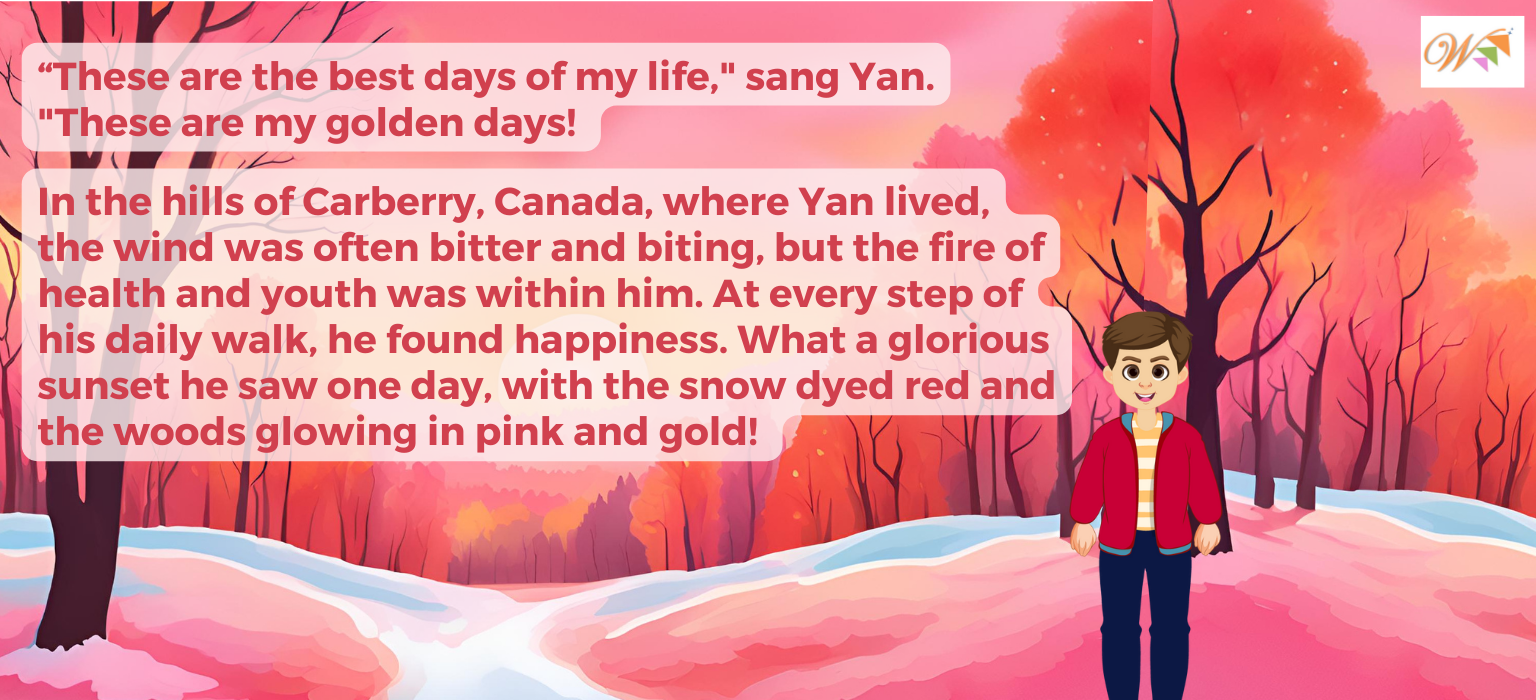 “These are the best days of my life," sang Yan.
"These are my golden days!
In the hills of Carberry, Canada, where Yan lived,
the wind was often bitter and biting, but the fire of
health and youth was within him. At every step of
his daily walk, he found happiness. What a glorious
sunset he saw one day, with the snow dyed red and
the woods glowing in pink and gold!
W